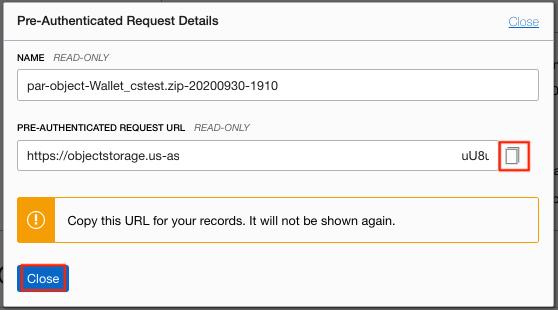 Pre-Authenticated Request Details
Close
NAME READ-ONLY
par-object-Wallet_cstest.zip-20200930-1910
PRE-AUTHENTICATED REQUEST URL READ-ONLY
https://objectstorage.us-as uU8u
Copy this URL for your records. It will not be shown again.
Close